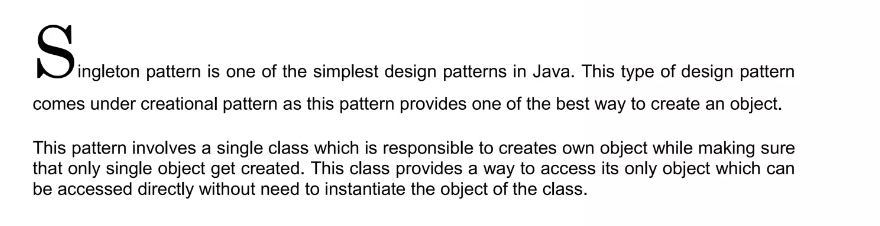 Singleton pattern is one of the simplest design patterns in Java. This type of design pattern
comes under creational pattern as this pattern provides one of the best way to create an object.
This pattern involves a single class which is responsible to creates own object while making sure
that only single object get created. This class provides a way to access its only object which can
be accessed directly without need to instantiate the object of the class.